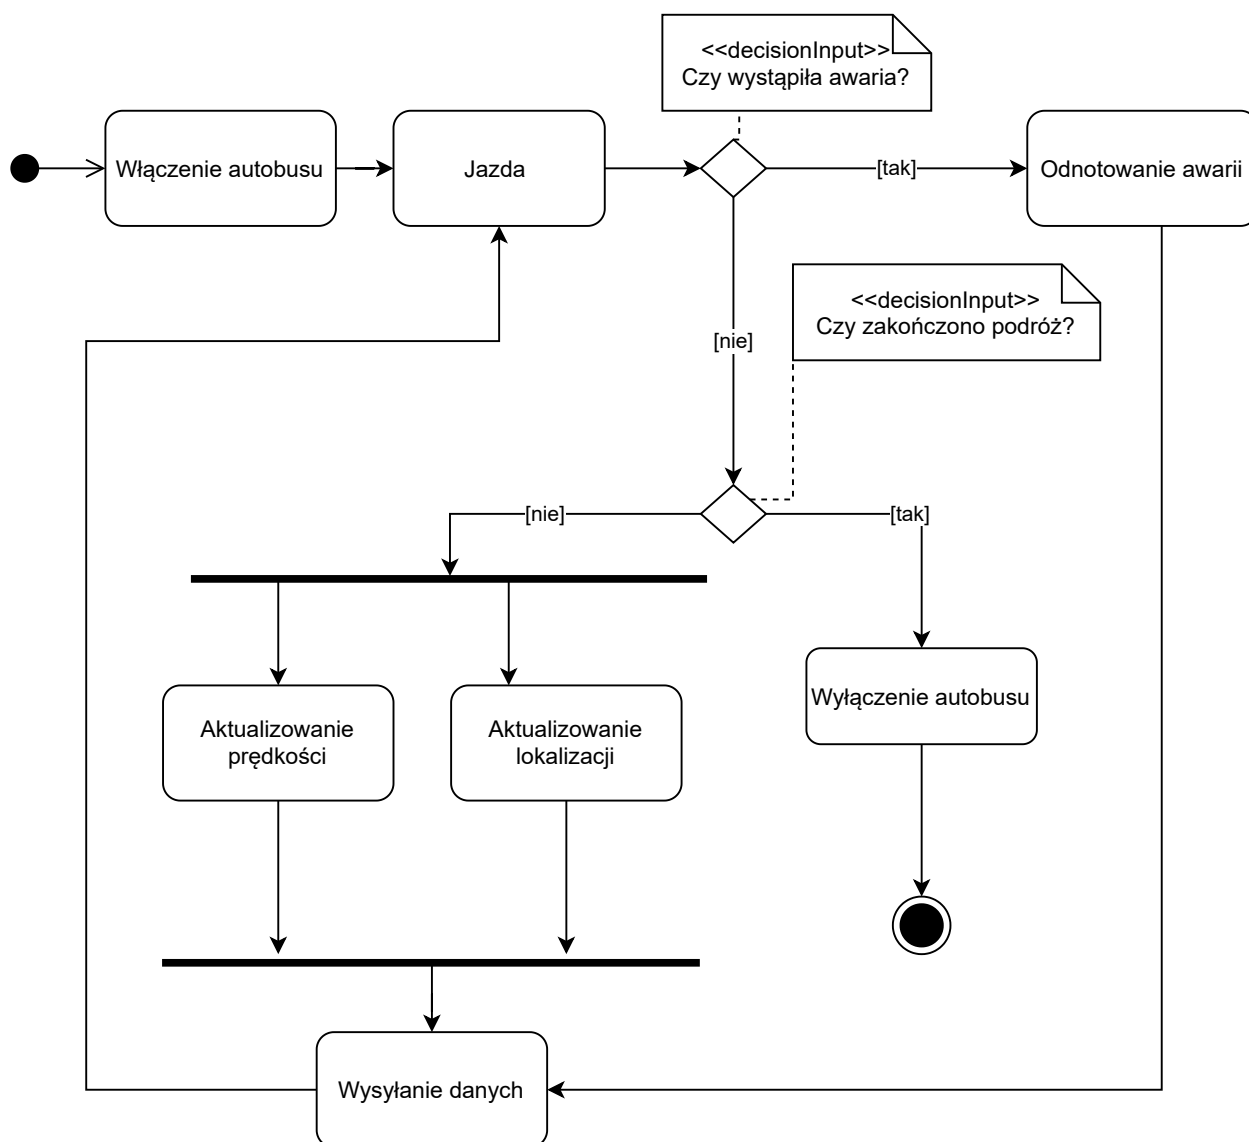 <<decisionInput>>
Czy wystąpiła awaria?
Włączenie autobusu
Jazda
[tak]
Odnotowanie awarii
<<decisionInput>>
Czy zakończono podróż?
[nie]
[nie]
[tak]
Aktualizowanie
prędkości
Aktualizowanie
lokalizacji
Wyłączenie autobusu
Wysyłanie danych